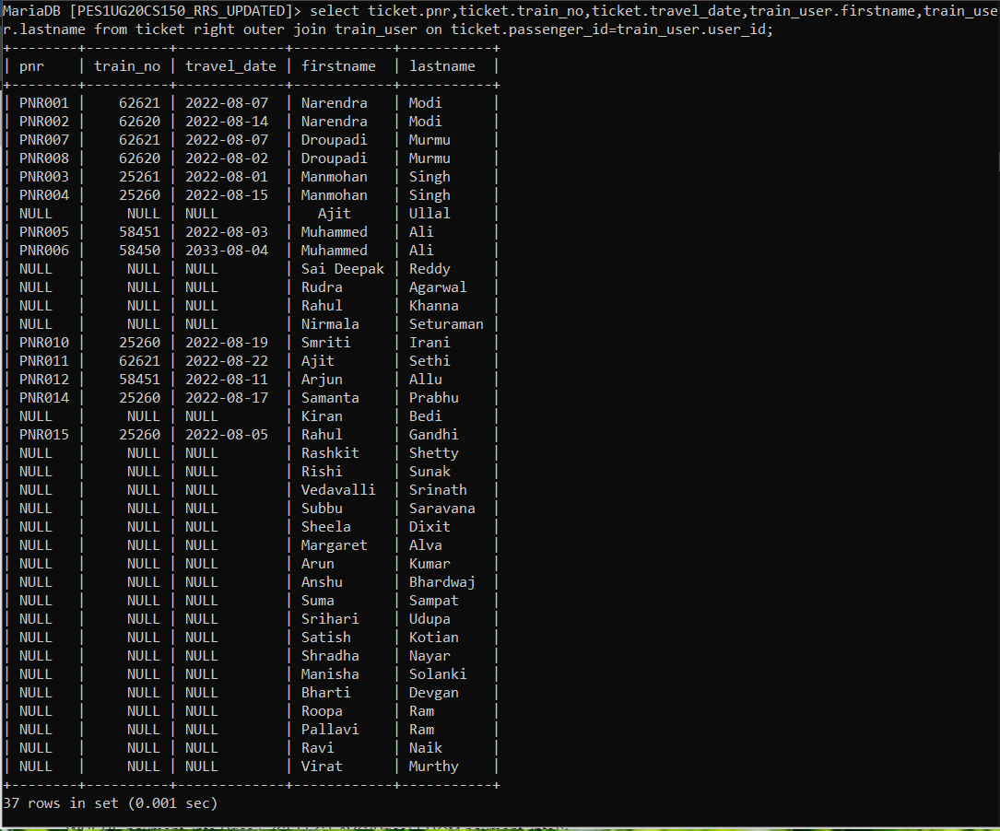 MariaDB [PES1UG20CS150_RRS_UPDATED]> select ticket.pnr,ticket.train_no,ticket.travel_date,train_user.firstname,train_use
r.lastname from ticket right outer join train_user on ticket.passenger_id=train_user.user_id;
+--------+----------+-------------+------------+-----------+
| pnr    | train_no | travel_date | firstname  | lastname  |
+--------+----------+-------------+------------+-----------+
| PNR001 |    62621 | 2022-08-07  | Narendra   | Modi      |
| PNR002 |    62620 | 2022-08-14  | Narendra   | Modi      |
| PNR007 |    62621 | 2022-08-07  | Droupadi   | Murmu     |
| PNR008 |    62620 | 2022-08-02  | Droupadi   | Murmu     |
| PNR003 |    25261 | 2022-08-01  | Manmohan   | Singh     |
| PNR004 |    25260 | 2022-08-15  | Manmohan   | Singh     |
| NULL   |     NULL | NULL        |   Ajit     | Ullal     |
| PNR005 |    58451 | 2022-08-03  | Muhammed   | Ali       |
| PNR006 |    58450 | 2033-08-04  | Muhammed   | Ali       |
| NULL   |     NULL | NULL        | Sai Deepak | Reddy     |
| NULL   |     NULL | NULL        | Rudra      | Agarwal   |
| NULL   |     NULL | NULL        | Rahul      | Khanna    |
| NULL   |     NULL | NULL        | Nirmala    | Seturaman |
| PNR010 |    25260 | 2022-08-19  | Smriti     | Irani     |
| PNR011 |    62621 | 2022-08-22  | Ajit       | Sethi     |
| PNR012 |    58451 | 2022-08-11  | Arjun      | Allu      |
| PNR014 |    25260 | 2022-08-17  | Samanta    | Prabhu    |
| NULL   |     NULL | NULL        | Kiran      | Bedi      |
| PNR015 |    25260 | 2022-08-05  | Rahul      | Gandhi    |
| NULL   |     NULL | NULL        | Rashkit    | Shetty    |
| NULL   |     NULL | NULL        | Rishi      | Sunak     |
| NULL   |     NULL | NULL        | Vedavalli  | Srinath   |
| NULL   |     NULL | NULL        | Subbu      | Saravana  |
| NULL   |     NULL | NULL        | Sheela     | Dixit     |
| NULL   |     NULL | NULL        | Margaret   | Alva      |
| NULL   |     NULL | NULL        | Arun       | Kumar     |
| NULL   |     NULL | NULL        | Anshu      | Bhardwaj  |
| NULL   |     NULL | NULL        | Suma       | Sampat    |
| NULL   |     NULL | NULL        | Srihari    | Udupa     |
| NULL   |     NULL | NULL        | Satish     | Kotian    |
| NULL   |     NULL | NULL        | Shradha    | Nayar     |
| NULL   |     NULL | NULL        | Manisha    | Solanki   |
| NULL   |     NULL | NULL        | Bharti     | Devgan    |
| NULL   |     NULL | NULL        | Roopa      | Ram       |
| NULL   |     NULL | NULL        | Pallavi    | Ram       |
| NULL   |     NULL | NULL        | Ravi       | Naik      |
| NULL   |     NULL | NULL        | Virat      | Murthy    |
+--------+----------+-------------+------------+-----------+
37 rows in set (0.001 sec)